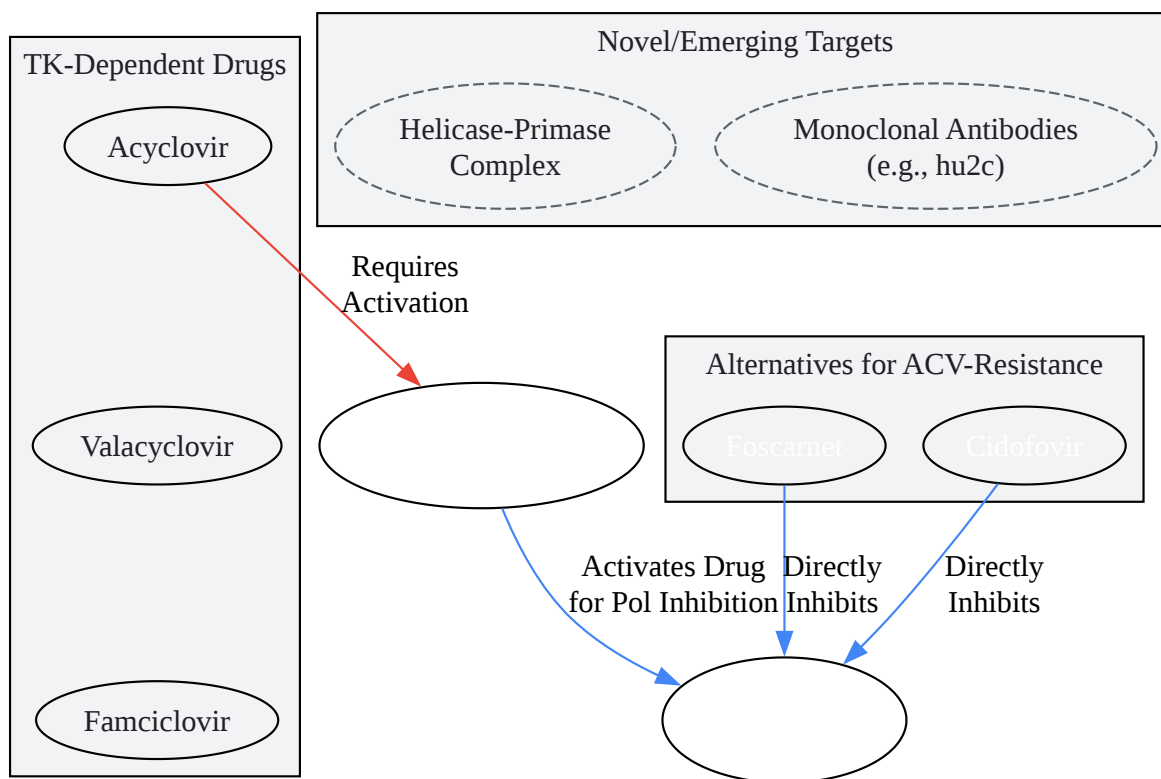 TK-Dependent Drugs
Acyclovir
Valacyclovir
Famciclovir
Novel/Emerging Targets
Helicase-Primase
Complex
Monoclonal Antibodies
(e.g., hu2c)
Requires
Activation
Alternatives for ACV-Resistance
Foscarnet
Cidofovir
Activates Drug
for Pol Inhibition
Directly
Inhibits
Directly
Inhibits